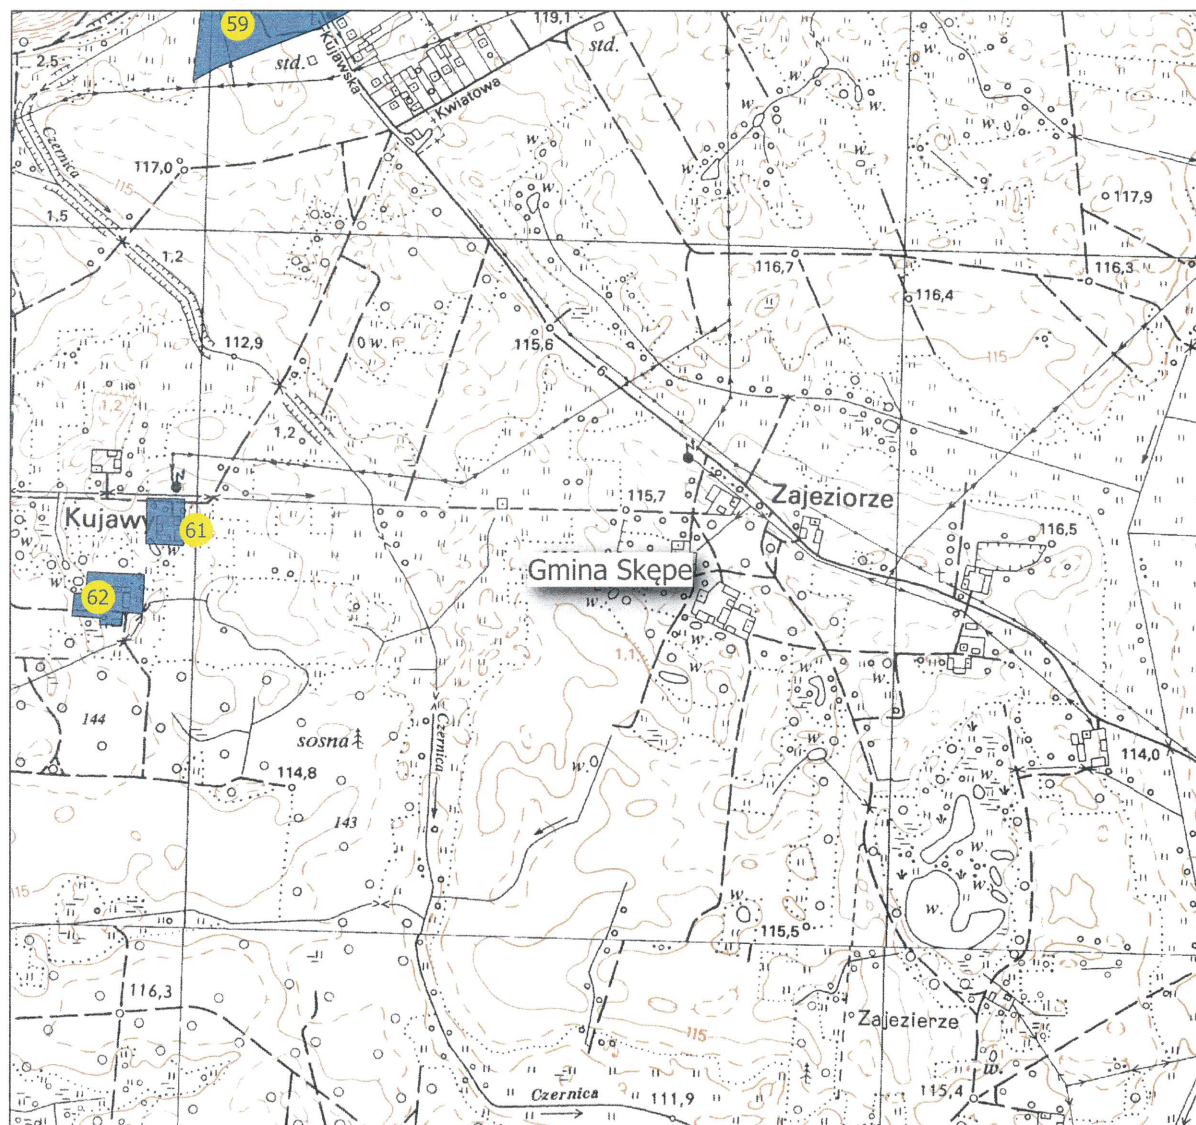 59
119,1
std.
std.
Kujawska
Kwiatowa
w.
w.
w.
w.
w.
2.5
Czernica
117,0
115
1,5
1,2
w.
w.
117,9
116,7
116,3
116,4
115
115,6
6
112,9
w.
1,2
1,2
w.
Kujawy
61
w
115,7
Zajeziorze
116,5
w
w
62
Gmina Skępe
w.
w.
w.
1,1
w.
w.
144
sosna
Czernica
114,8
w.
143
114,0
w.
w.
w.
115
w
115,5
w.
116,3
115
Zajezierze
w.
Czernica
111,9
115,4